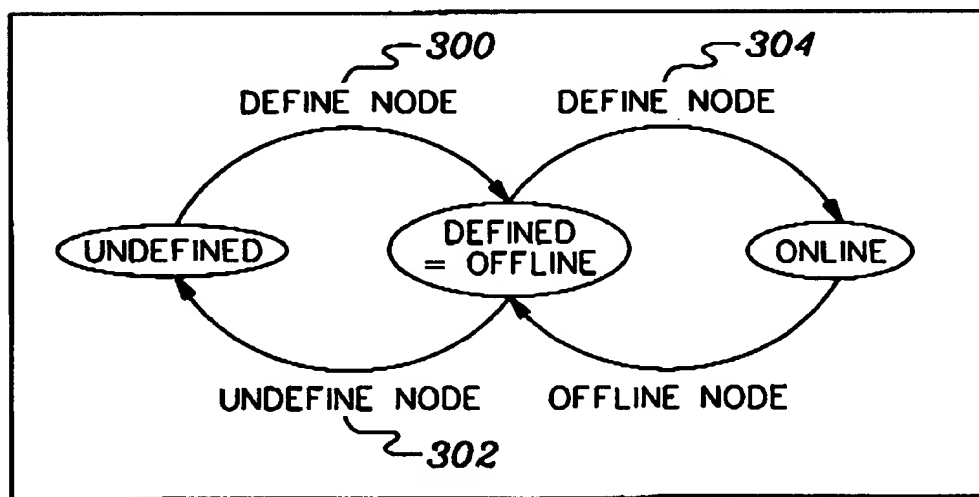 300
304
DEFINE NODE
DEFINE NODE
UNDEFINED
DEFINED
= OFFLINE
ONLINE
UNDEFINE NODE
OFFLINE NODE
302